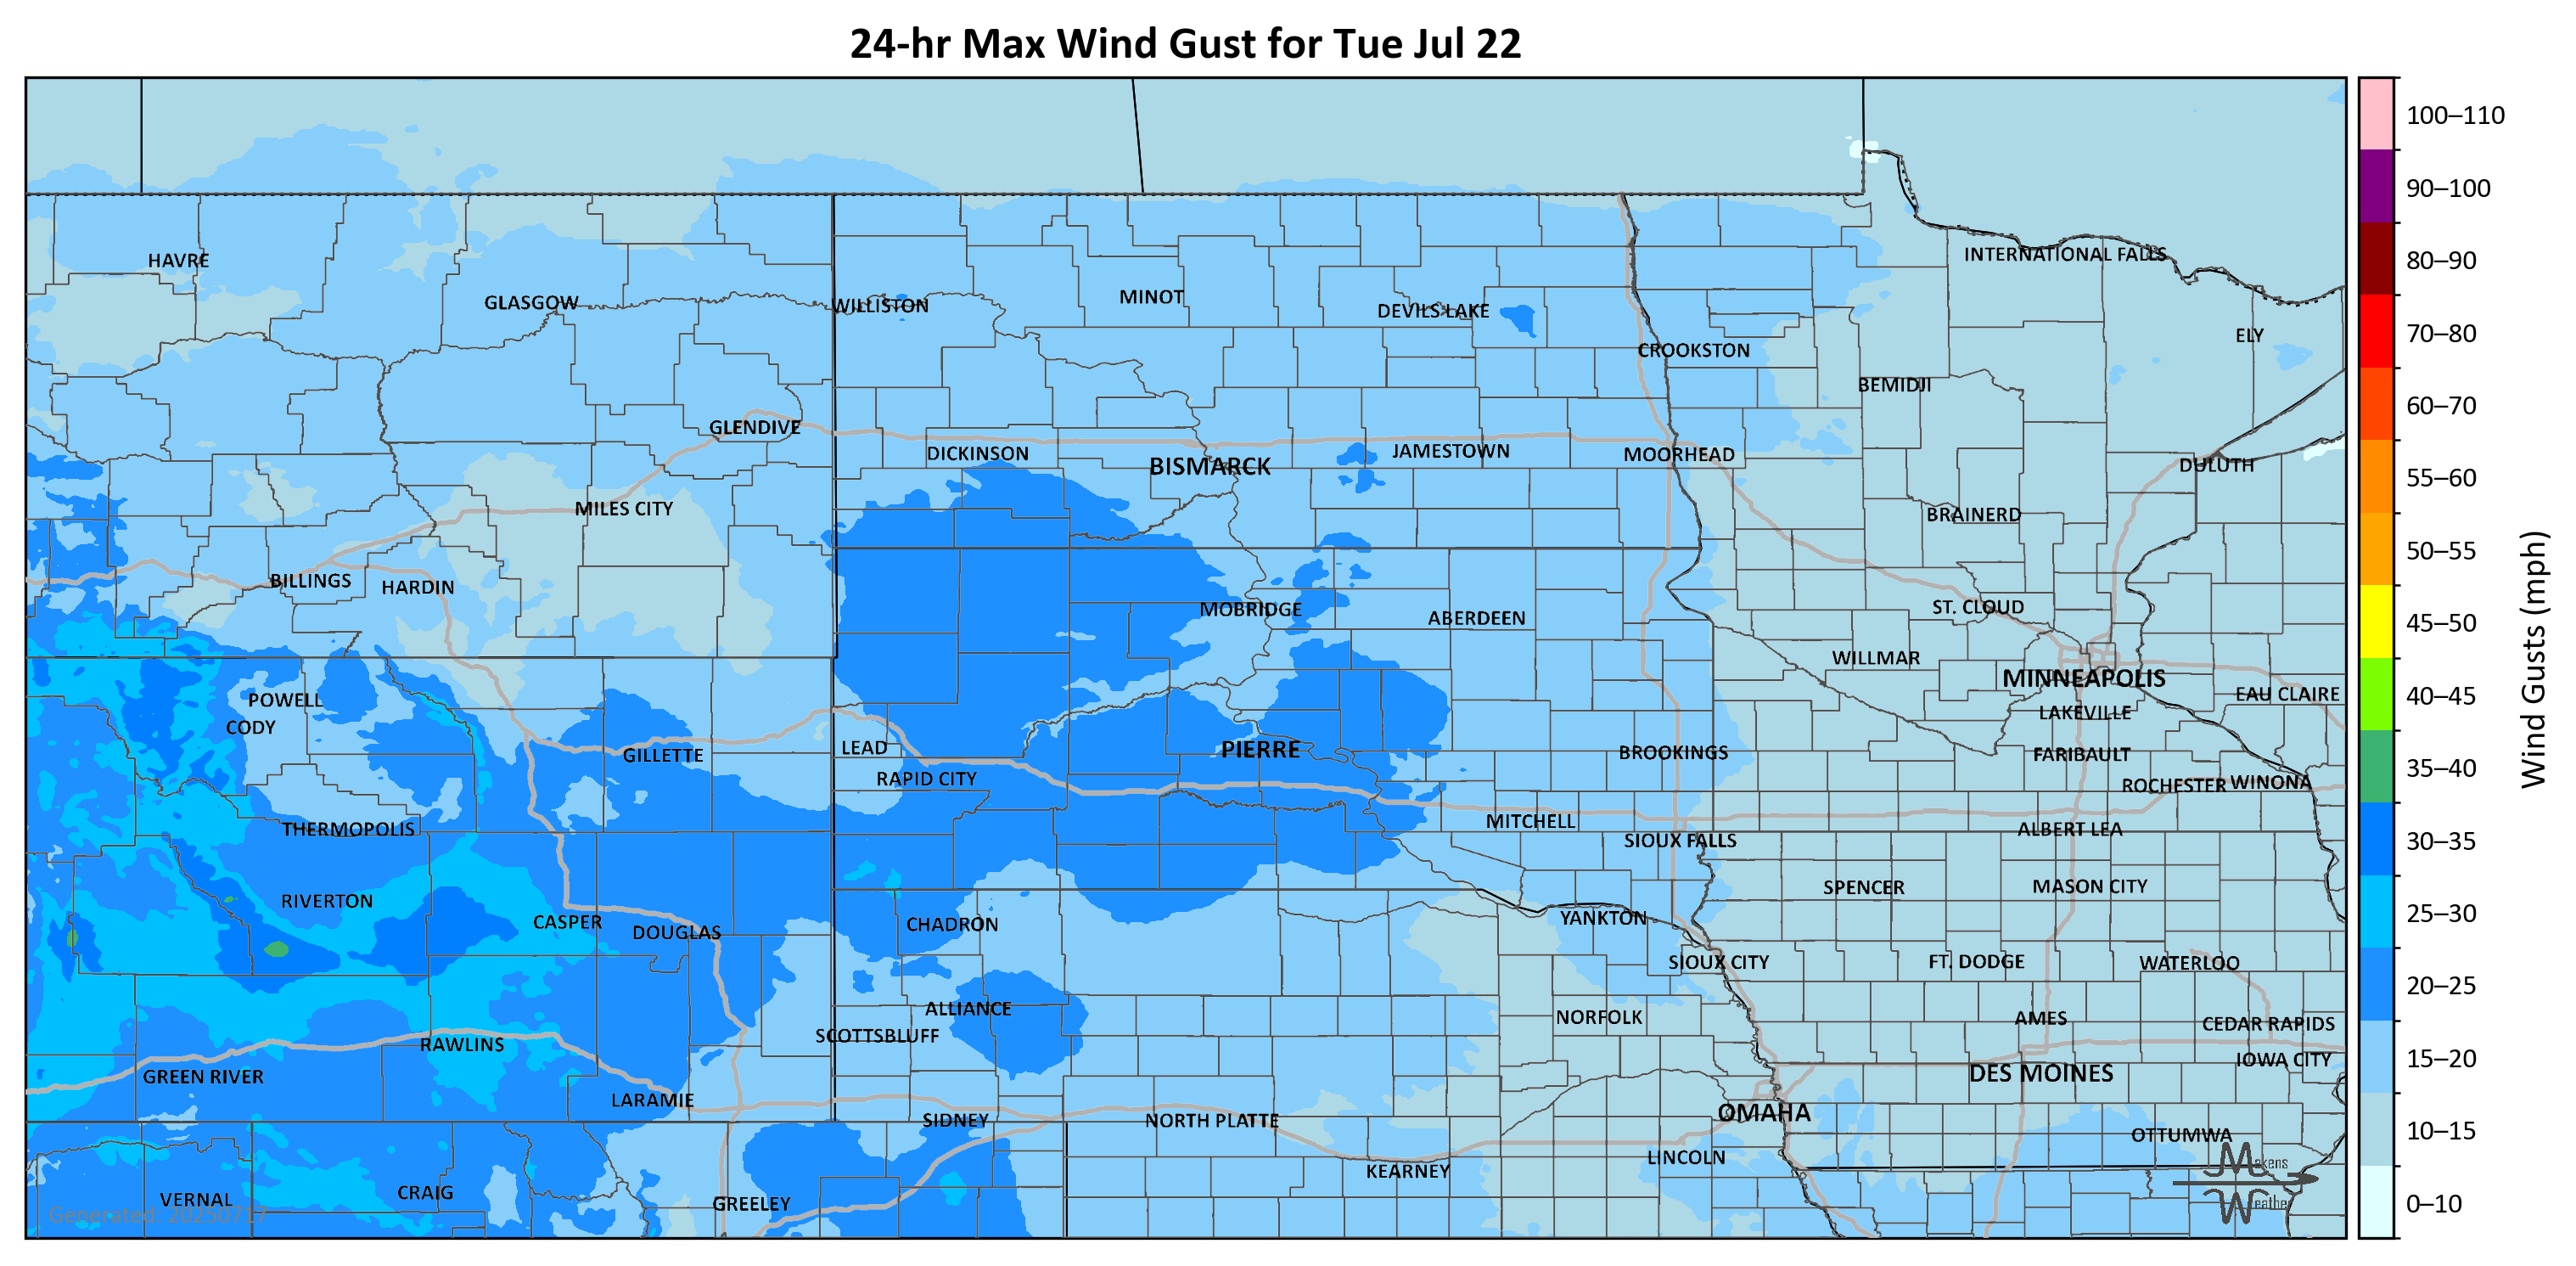 24-hr Max Wind Gust for Tue Jul 22
100–110
90–100
80–90
70–80
60–70
55–60
50–55
45–50
40–45
35–40
30–35
25–30
20–25
15–20
10–15
0–10
Wind Gusts (mph)
HAVRE
INTERNATIONAL FALLS
GLASGOW
WILLISTON
MINOT
DEVILS LAKE
ELY
CROOKSTON
BEMIDJI
GLENDIVE
DICKINSON
BISMARCK
JAMESTOWN
MOORHEAD
DULUTH
MILES CITY
BRAINERD
BILLINGS
HARDIN
MOBRIDGE
ABERDEEN
ST. CLOUD
WILLMAR
MINNEAPOLIS
EAU CLAIRE
POWELL
CODY
LAKEVILLE
GILLETTE
LEAD
PIERRE
BROOKINGS
FARIBAULT
RAPID CITY
ROCHESTER
WINONA
THERMOPOLIS
MITCHELL
SIOUX FALLS
ALBERT LEA
RIVERTON
SPENCER
MASON CITY
CASPER
DOUGLAS
CHADRON
YANKTON
SIOUX CITY
FT. DODGE
WATERLOO
ALLIANCE
SCOTTSBLUFF
NORFOLK
AMES
CEDAR RAPIDS
RAWLINS
IOWA CITY
GREEN RIVER
DES MOINES
LARAMIE
SIDNEY
NORTH PLATTE
OMAHA
OTTUMWA
KEARNEY
LINCOLN
VERNAL
CRAIG
GREELEY
Generated: 20250717
Makens
Weather